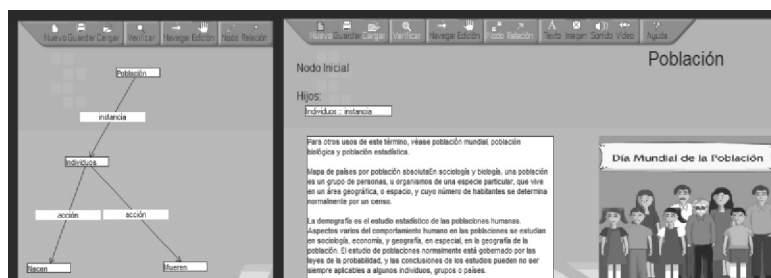 Nuevo Guardar Cargar Verificar Navegar Edición Nodo Relación
Población
instancia
Individuos
acción acción
Nacen Mueren
Nuevo Guardar Cargar Verificar Navegar Edición Nodo Relación Texto Imagen Sonido Video Ayuda
Nodo Inicial
Población
Hijos:
Individuos :: instancia
Para otros usos de este término, véase población mundial, población
biológica y población estadística.
Mapa de países por población absolutaEn sociología y biología, una población
es un grupo de personas, u organismos de una especie particular, que vive
en un área geográfica, o espacio, y cuyo número de habitantes se determina
normalmente por un censo.
La demografía es el estudio estadístico de las poblaciones humanas.
Aspectos varios del comportamiento humano en las poblaciones se estudian
en sociología, economía, y geografía, en especial, en la geografía de la
población. El estudio de poblaciones normalmente está gobernado por las
leyes de la probabilidad, y las conclusiones de los estudios pueden no ser
siempre aplicables a algunos individuos, grupos o países.
Día Mundial de la Población